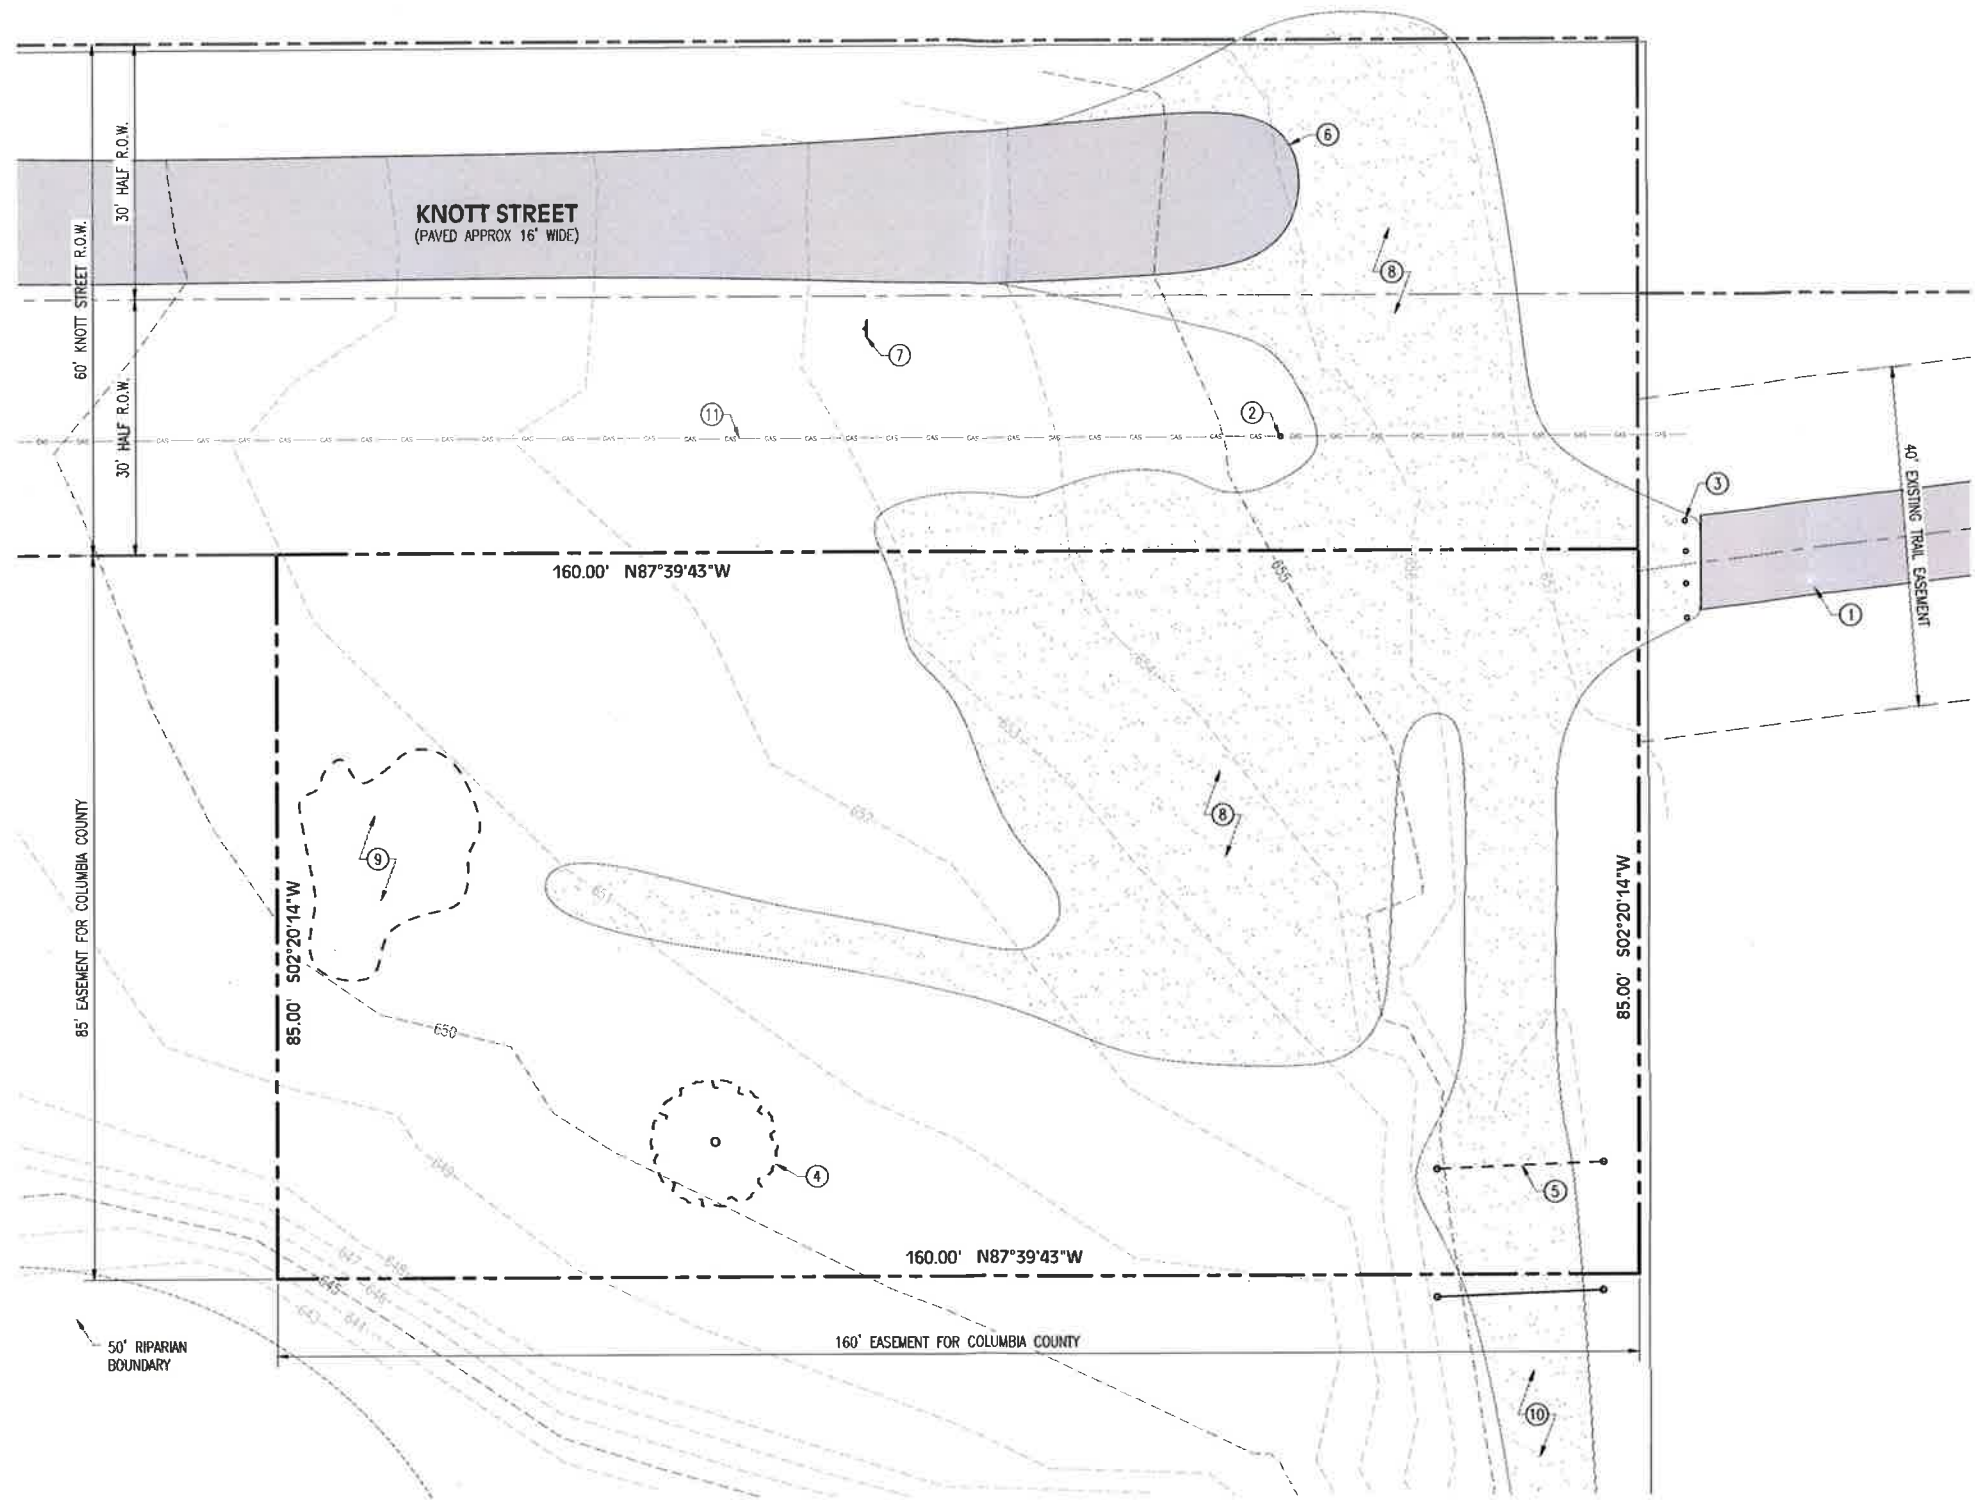 6
30' HALF R.O.W.
KNOTT STREET
(PAVED APPROX 16' WIDE)
60' KNOTT STREET R.O.W.
8
7
30' HALF R.O.W.
11
2
GAS
40' EXISTING TRAIL EASEMENT
3
160.00' N87°39'43"W
655
1
654
653
652
8
9
651
85' EASEMENT FOR COLUMBIA COUNTY
85.00' S02°20'14"W
85.00' S02°20'14"W
650
649
4
5
160.00' N87°39'43"W
648
647
646
645
644
643
50' RIPARIAN
BOUNDARY
160' EASEMENT FOR COLUMBIA COUNTY
10